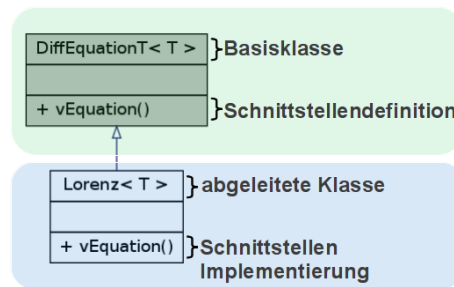 DiffEquationT< T > Basisklasse
+ vEquation() Schnittstellendefinition
Lorenz< T > abgeleitete Klasse
+ vEquation() Schnittstellen
Implementierung